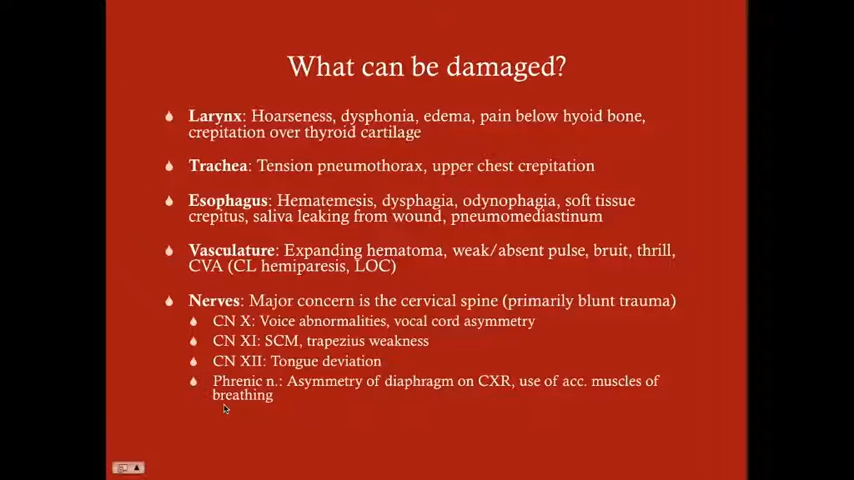 What can be damaged?
Larynx: Hoarseness, dysphonia, edema, pain below hyoid bone,
crepitation over thyroid cartilage
Trachea: Tension pneumothorax, upper chest crepitation
Esophagus: Hematemesis, dysphagia, odynophagia, soft tissue
crepitus, saliva leaking from wound, pneumomediastinum
Vasculature: Expanding hematoma, weak/absent pulse, bruit, thrill,
CVA (CL hemiparesis, LOC)
Nerves: Major concern is the cervical spine (primarily blunt trauma)
CN X: Voice abnormalities, vocal cord asymmetry
CN XI: SCM, trapezius weakness
CN XII: Tongue deviation
Phrenic n.: Asymmetry of diaphragm on CXR, use of acc. muscles of
breathing